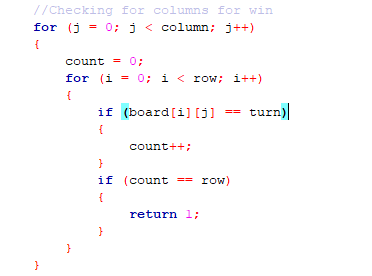 //Checking for columns for win
for (j = 0; j < column; j++)
{
count = 0;
for (i = 0; i < row; i++)
{
if (board[i][j] == turn)
{
count++;
}
if (count == row)
{
return 1;
}
}
}